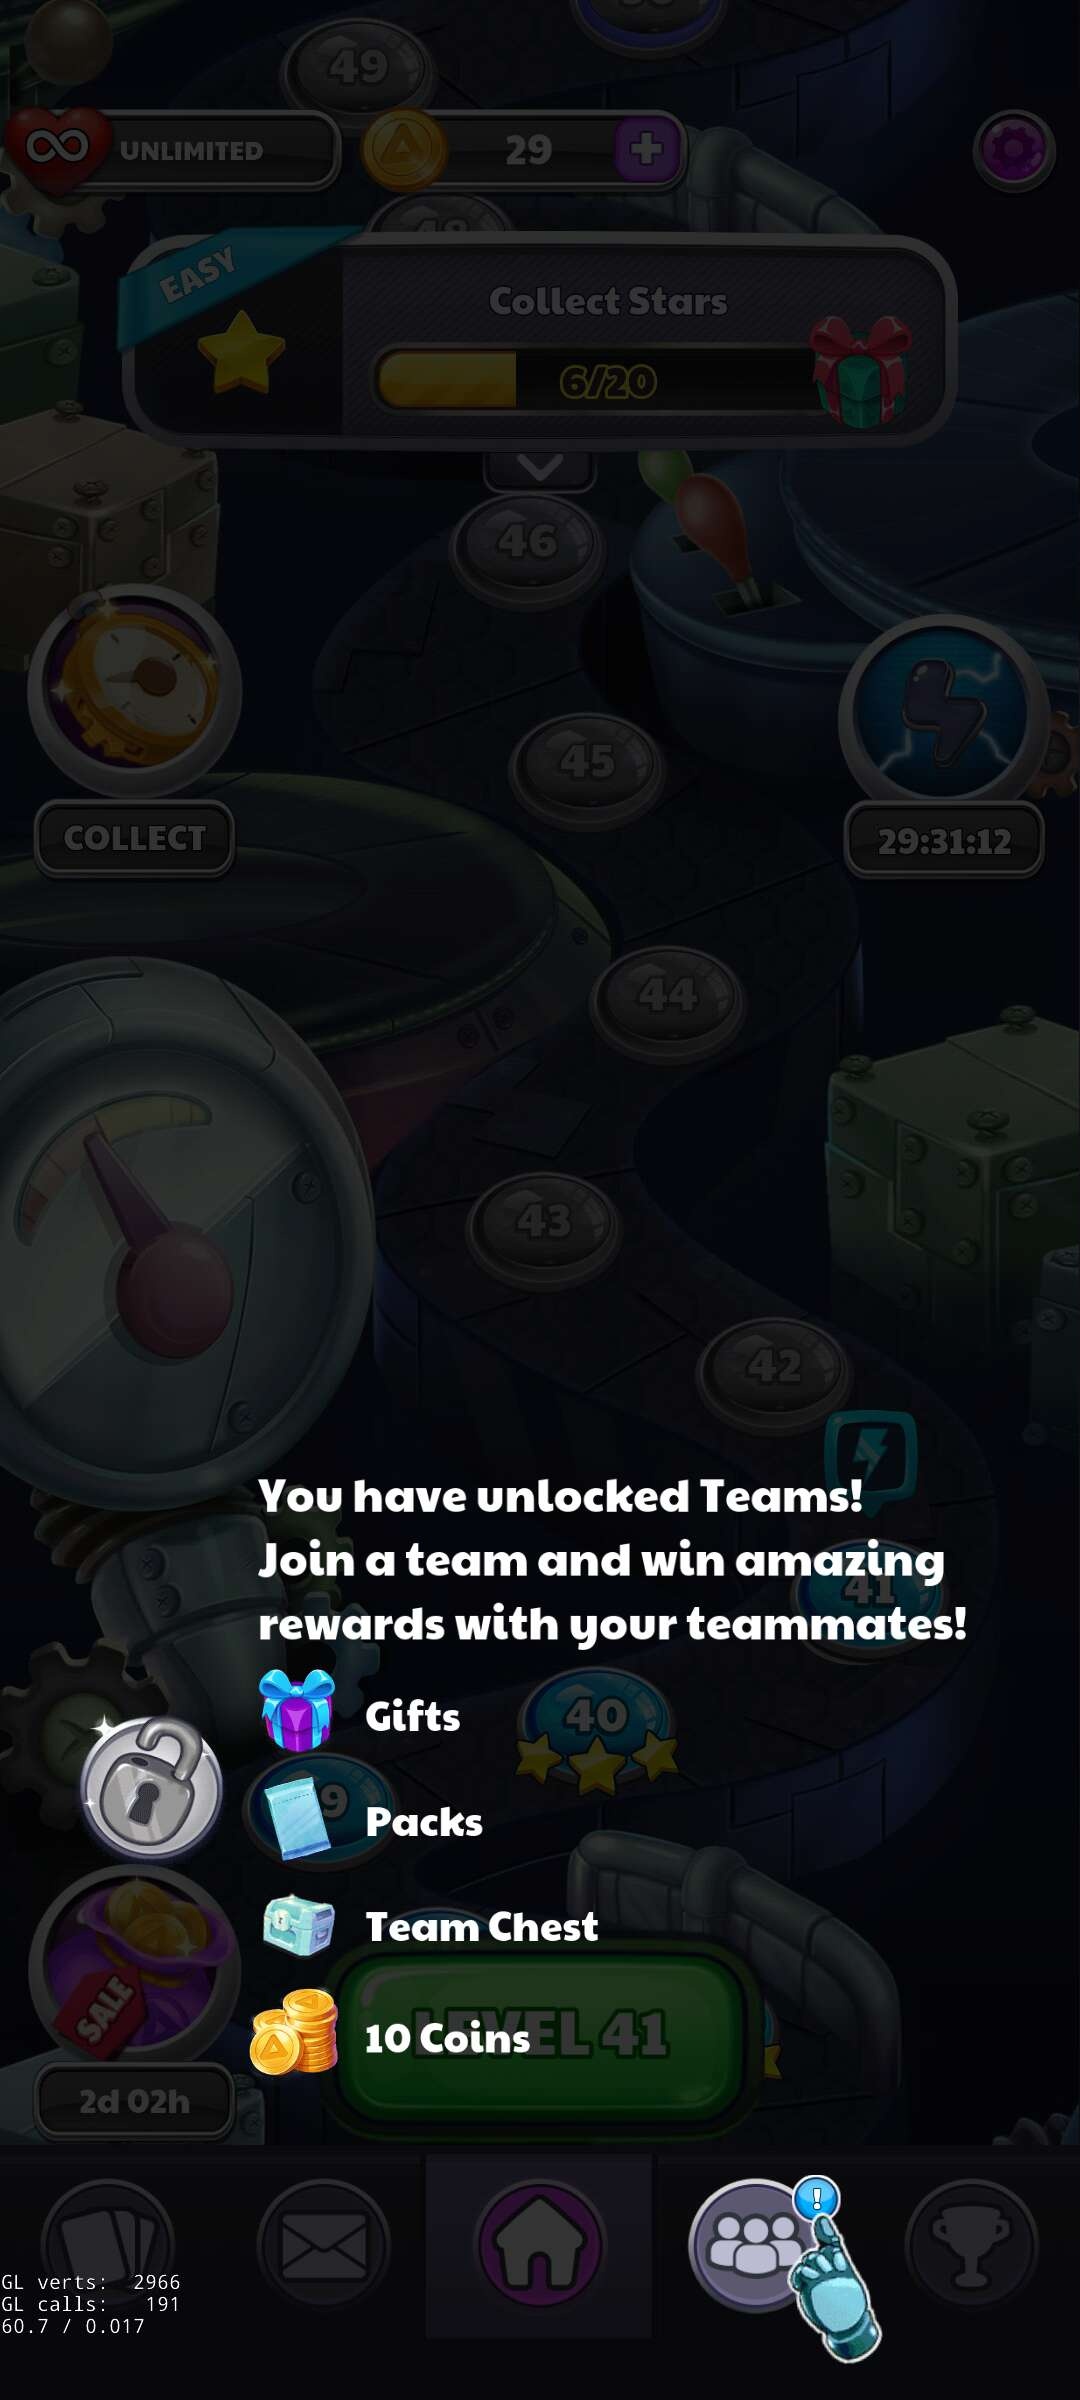 49
UNLIMITED
29
48
EASY
Collect Stars
6/20
46
45
COLLECT
29:31:12
44
43
42
You have unlocked Teams!
Join a team and win amazing
41
rewards with your teammates!
Gifts
40
Packs
9
Team Chest
SALE
LEVEL 41
10 Coins
2d 02h
!
GL verts: 2966
GL calls: 191
60.7 / 0.017